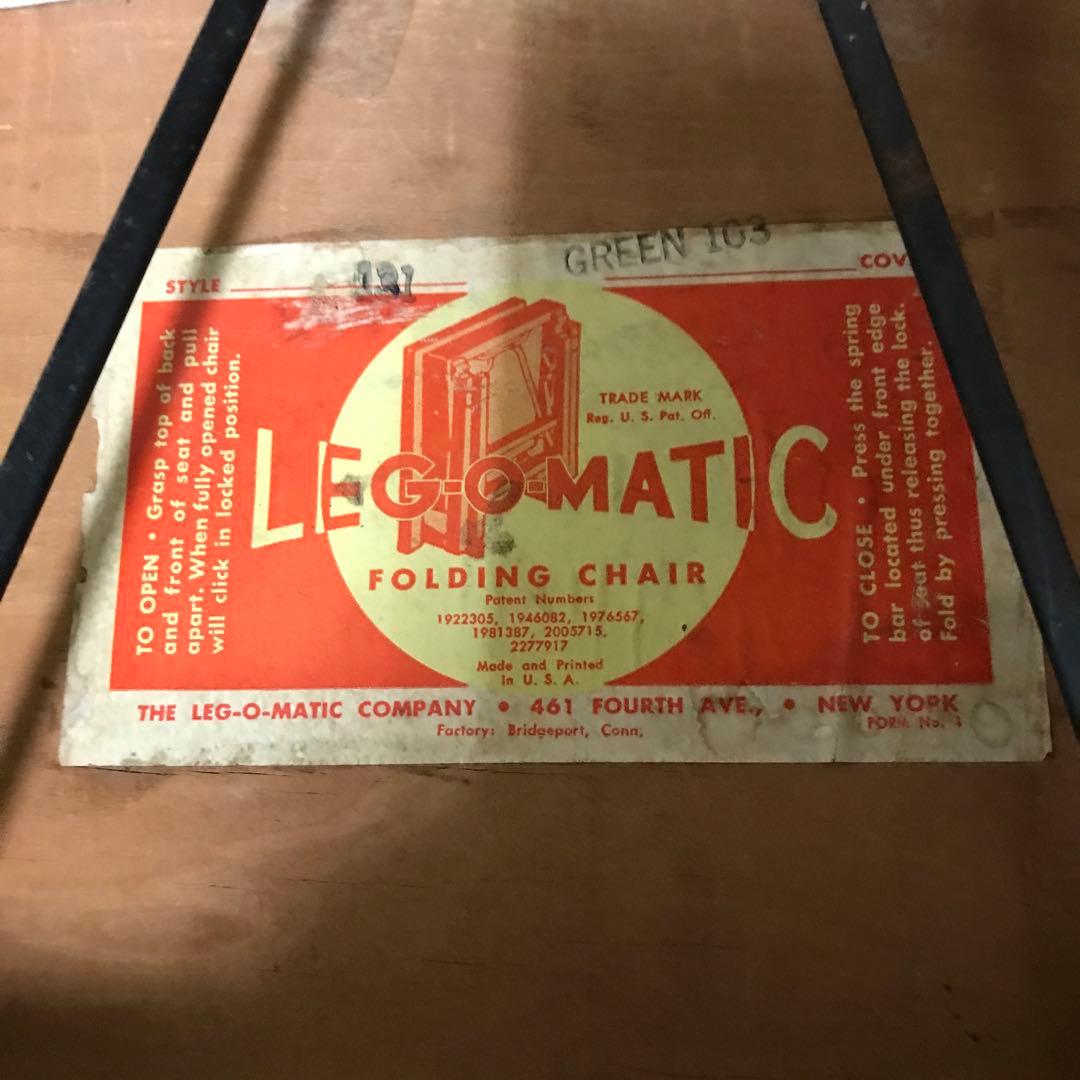 GREEN 103
STYLE 191
COV
TO OPEN • Grasp top of back
and front of seat and pull
apart. When fully opened chair
will click in locked position.
TRADE MARK
Reg. U. S. Pat. Off.
LEG-O-MATIC
FOLDING CHAIR
Patent Numbers
1922305, 1946082, 1976567,
1981387, 2005715,
2277917
Made and Printed
in U. S. A.
TO CLOSE • Press the spring
bar located under front edge
of seat thus releasing the lock.
Fold by pressing together.
THE LEG-O-MATIC COMPANY • 461 FOURTH AVE., • NEW YORK
Factory: Bridgeport, Conn.
FORM No.